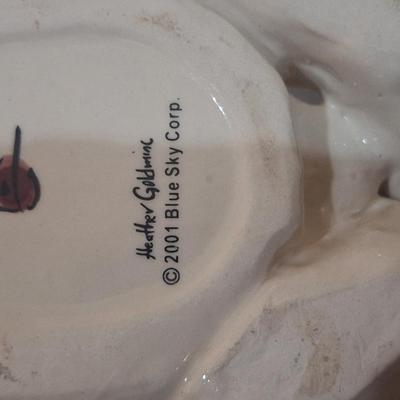 Heather Goldminc
© 2001 Blue Sky Corp.